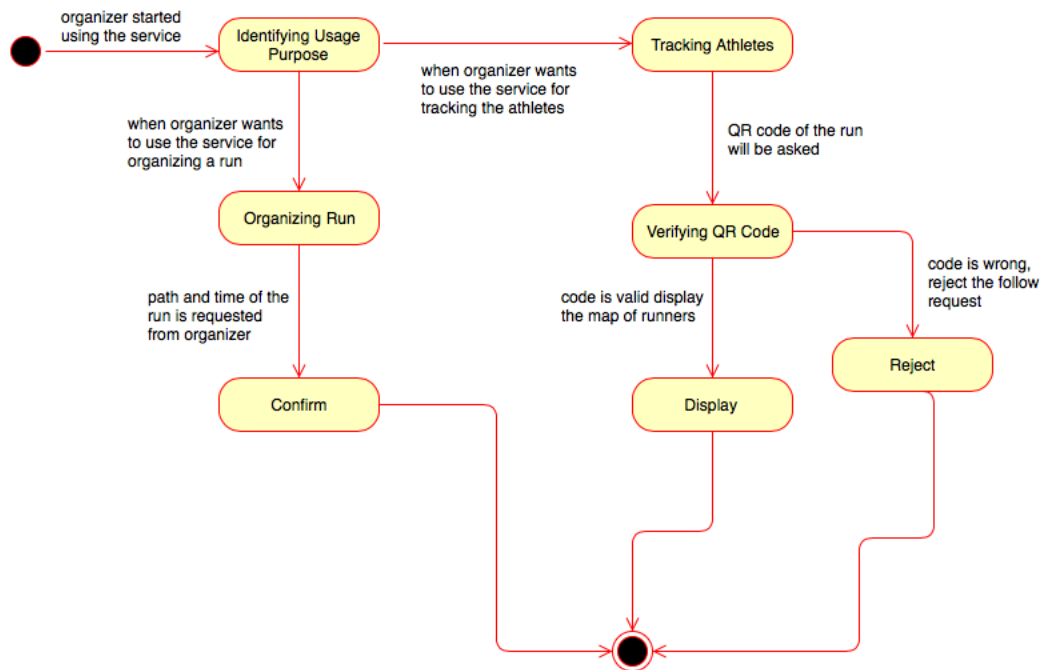 organizer started
using the service
Identifying Usage
Purpose
Tracking Athletes
when organizer wants
to use the service for
tracking the athletes
when organizer wants
to use the service for
organizing a run
QR code of the run
will be asked
Organizing Run
Verifying QR Code
path and time of the
run is requested
from organizer
code is valid display
the map of runners
code is wrong,
reject the follow
request
Reject
Confirm
Display